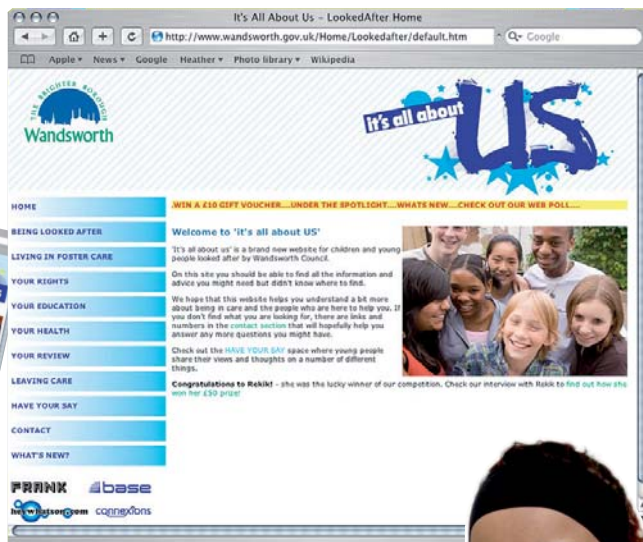 It's All About Us – LookedAfter Home
http://www.wandsworth.gov.uk/Home/Lookedafter/default.htm
Google
Apple News Google Heather Photo library Wikipedia
THE BRIGHTER BOROUGH
Wandsworth
it's all about US
HOME
BEING LOOKED AFTER
LIVING IN FOSTER CARE
YOUR RIGHTS
YOUR EDUCATION
YOUR HEALTH
YOUR REVIEW
LEAVING CARE
HAVE YOUR SAY
CONTACT
WHAT'S NEW?
FRANK base
heywhatson.com connexions
.WIN A £10 GIFT VOUCHER....UNDER THE SPOTLIGHT....WHATS NEW....CHECK OUT OUR WEB POLL....
Welcome to 'it's all about US'
'It's all about us' is a brand new website for children and young
people looked after by Wandsworth Council.
On this site you should be able to find all the information and
advice you might need but didn't know where to find.
We hope that this website helps you understand a bit more
about being in care and the people who are here to help you. If
you don't find what you are looking for, there are links and
numbers in the contact section that will hopefully help you
answer any more questions you might have.
Check out the HAVE YOUR SAY space where young people
share their views and thoughts on a number of different
things.
Congratulations to Rekik! - she was the lucky winner of our competition. Check our interview with Rekik to find out how she
won her £50 prize!